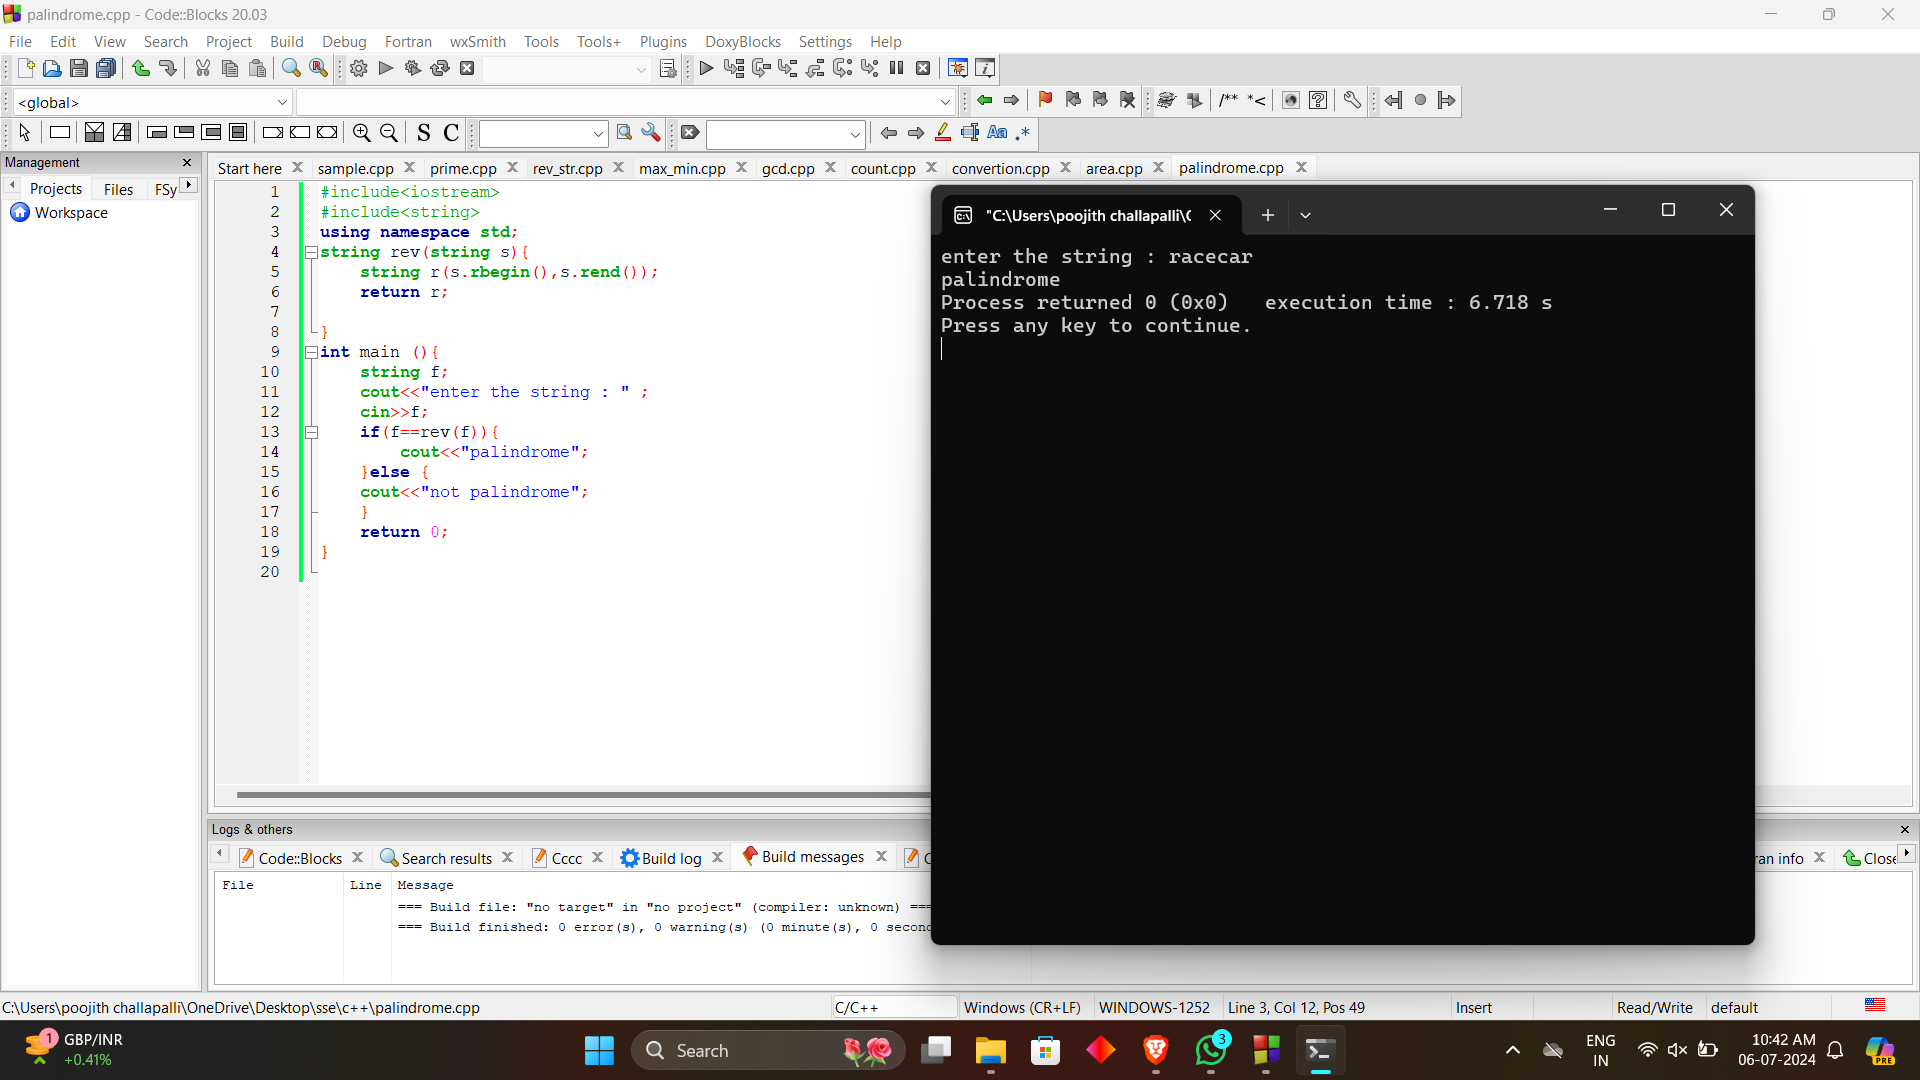 palindrome.cpp - Code::Blocks 20.03
File Edit View Search Project Build Debug Fortran wxSmith Tools Tools+ Plugins DoxyBlocks Settings Help
<global>
/** *<
S C
Aa .*
Management
Projects Files FSy
Workspace
Start here sample.cpp prime.cpp rev_str.cpp max_min.cpp gcd.cpp count.cpp convertion.cpp area.cpp palindrome.cpp
1 #include<iostream>
2 #include<string>
3 using namespace std;
4 string rev(string s){
5 string r(s.rbegin(),s.rend());
6 return r;
7
8 }
9 int main (){
10 string f;
11 cout<<"enter the string : " ;
12 cin>>f;
13 if(f==rev(f)){
14 cout<<"palindrome";
15 }else {
16 cout<<"not palindrome";
17 }
18 return 0;
19 }
20
"C:\Users\poojith challapalli\
enter the string : racecar
palindrome
Process returned 0 (0x0) execution time : 6.718 s
Press any key to continue.
Logs & others
Code::Blocks Search results Cccc Build log Build messages
info Close
File Line Message
=== Build file: "no target" in "no project" (compiler: unknown) ===
=== Build finished: 0 error(s), 0 warning(s) (0 minute(s), 0
C:\Users\poojith challapalli\OneDrive\Desktop\sse\c++\palindrome.cpp C/C++ Windows (CR+LF) WINDOWS-1252 Line 3, Col 12, Pos 49 Insert Read/Write default
1 GBP/INR
+0.41%
Search
3
ENG
IN
10:42 AM
06-07-2024
PRE